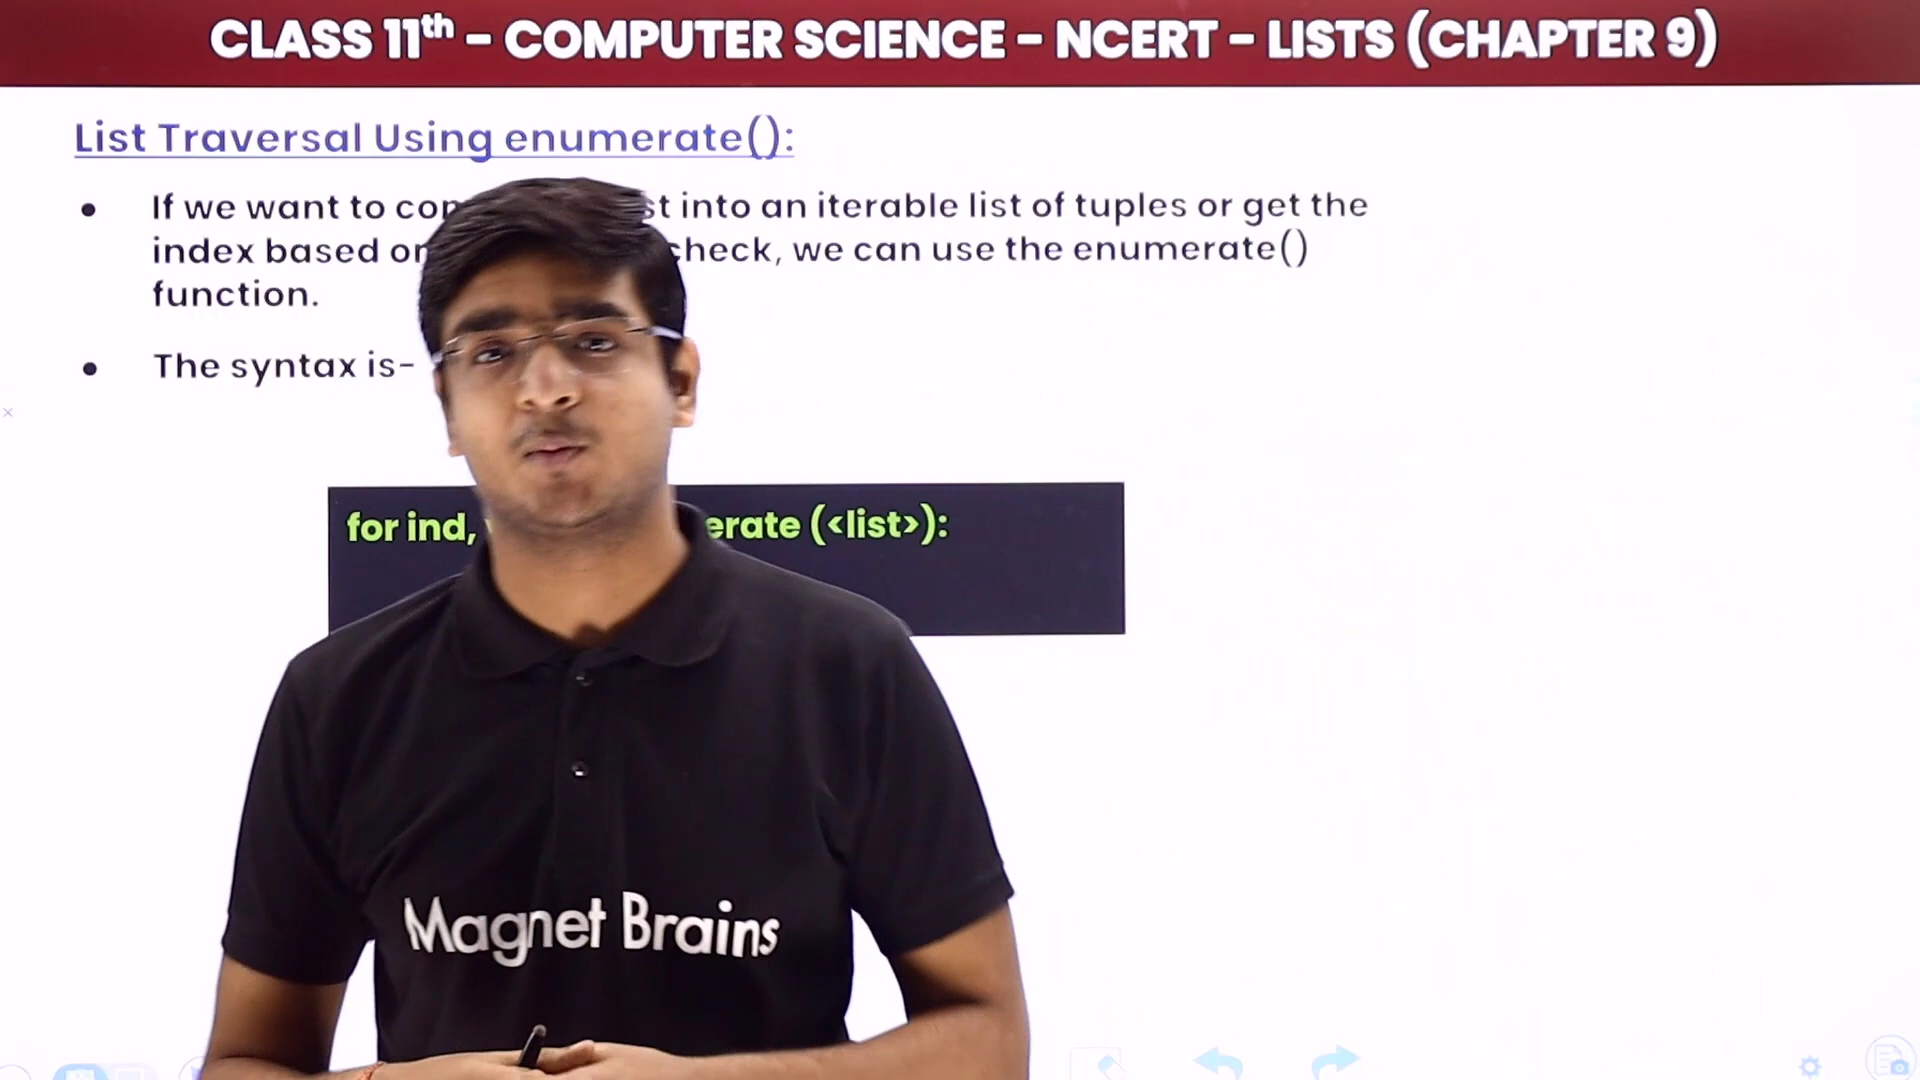 CLASS 11th - COMPUTER SCIENCE - NCERT - LISTS (CHAPTER 9)
List Traversal Using enumerate():
If we want to st into an iterable list of tuples or get the
index based check, we can use the enumerate()
function.
The syntax is-
for ind, erate (<list>):
Magnet Brains